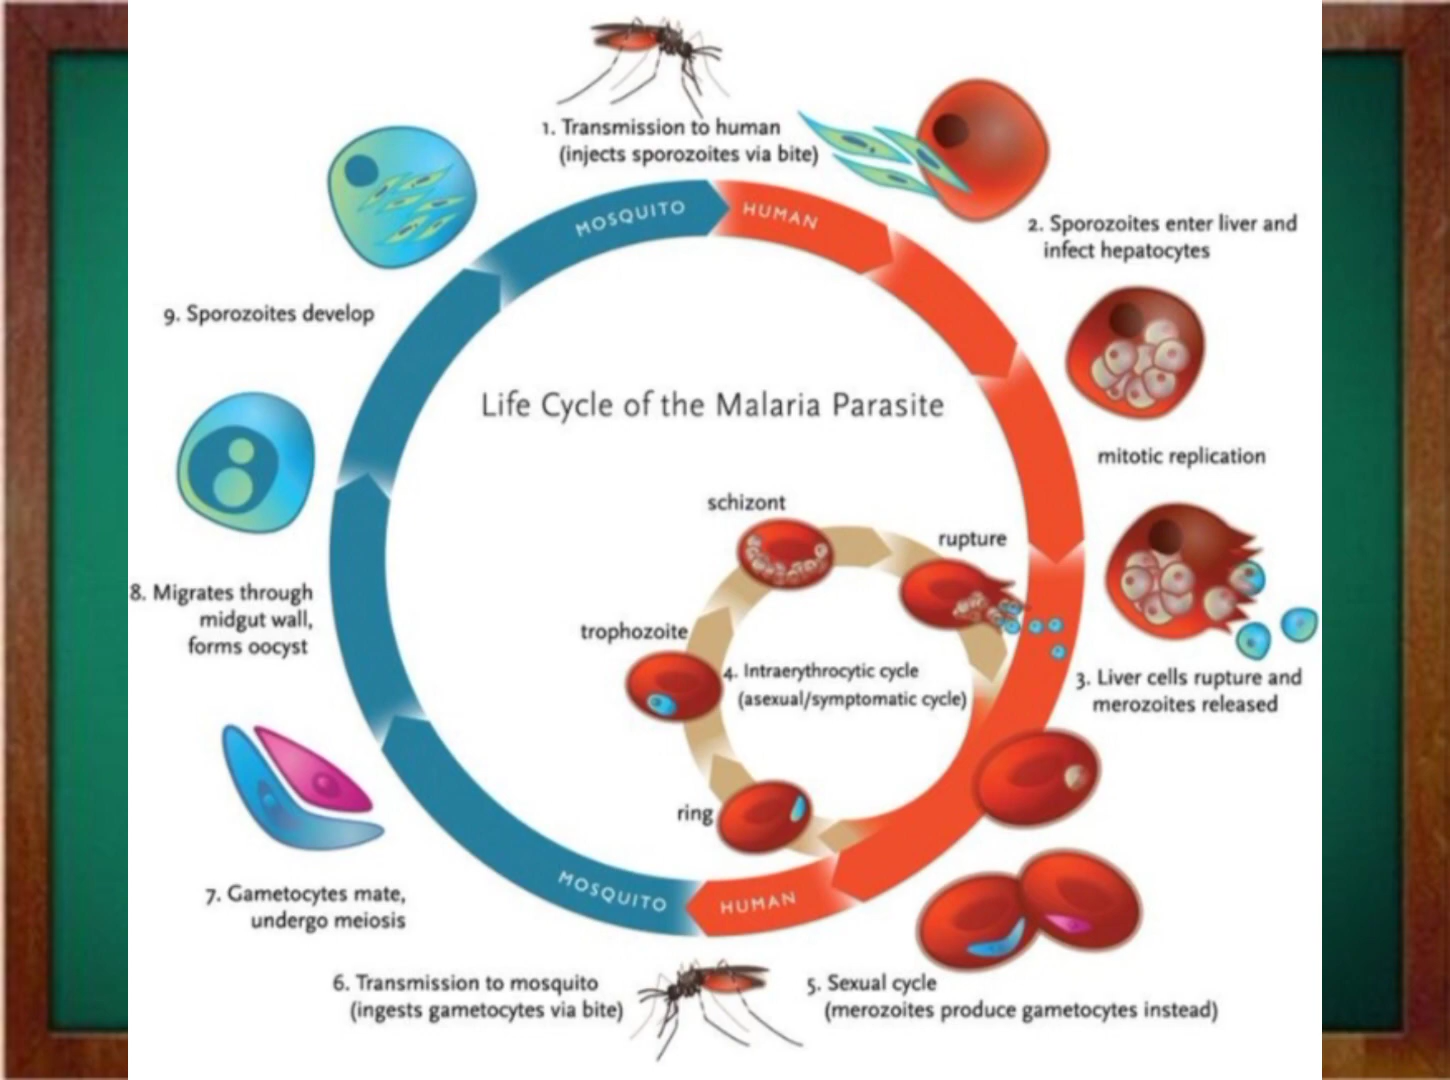 1. Transmission to human
(injects sporozoites via bite)
MOSQUITO
HUMAN
2. Sporozoites enter liver and
infect hepatocytes
9. Sporozoites develop
Life Cycle of the Malaria Parasite
mitotic replication
schizont
rupture
8. Migrates through
midgut wall,
forms oocyst
trophozoite
4. Intraerythrocytic cycle
(asexual/symptomatic cycle)
3. Liver cells rupture and
merozoites released
ring
7. Gametocytes mate,
undergo meiosis
MOSQUITO
HUMAN
6. Transmission to mosquito
(ingests gametocytes via bite)
5. Sexual cycle
(merozoites produce gametocytes instead)